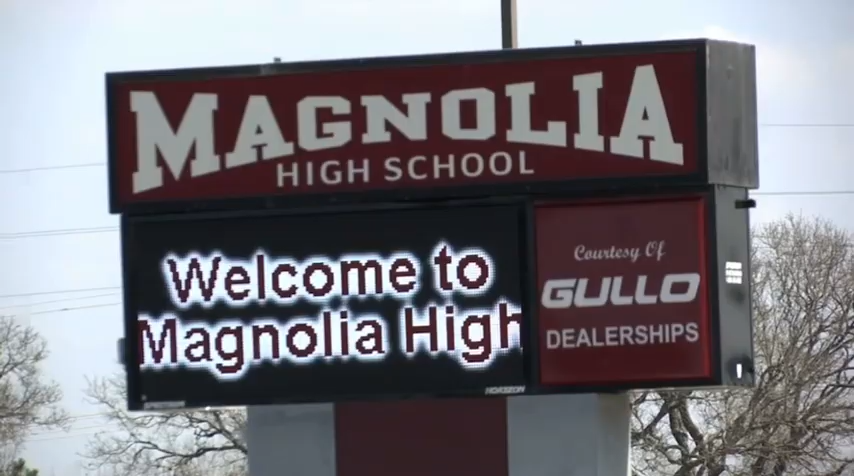 MAGNOLIA
HIGH SCHOOL
Welcome to
Magnolia High
Courtesy Of
GULLO
DEALERSHIPS